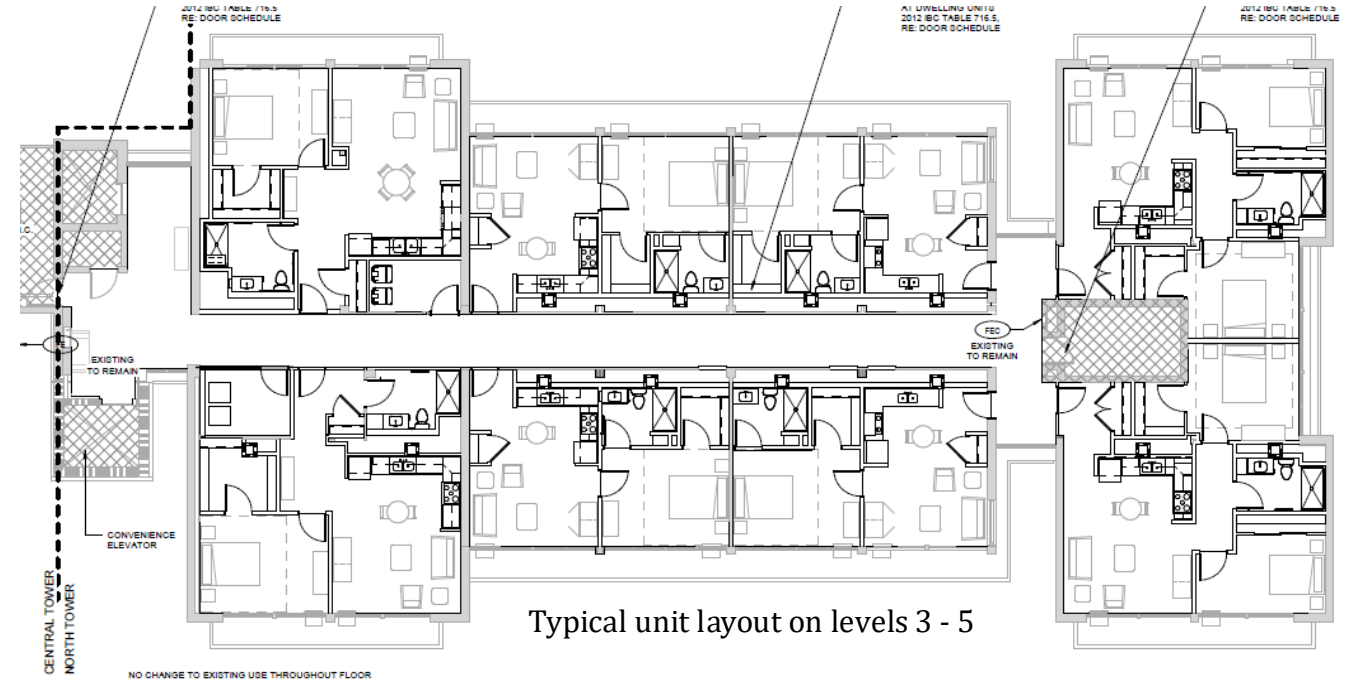 2012 IBC TABLE 716.5
RE: DOOR SCHEDULE
AT DWELLING UNITS
2012 IBC TABLE 716.5,
RE: DOOR SCHEDULE
2012 IBC TABLE 716.5
RE: DOOR SCHEDULE
EXISTING
TO REMAIN
FEC
EXISTING
TO REMAIN
CONVENIENCE
ELEVATOR
CENTRAL TOWER
NORTH TOWER
Typical unit layout on levels 3 - 5
NO CHANGE TO EXISTING USE THROUGHOUT FLOOR